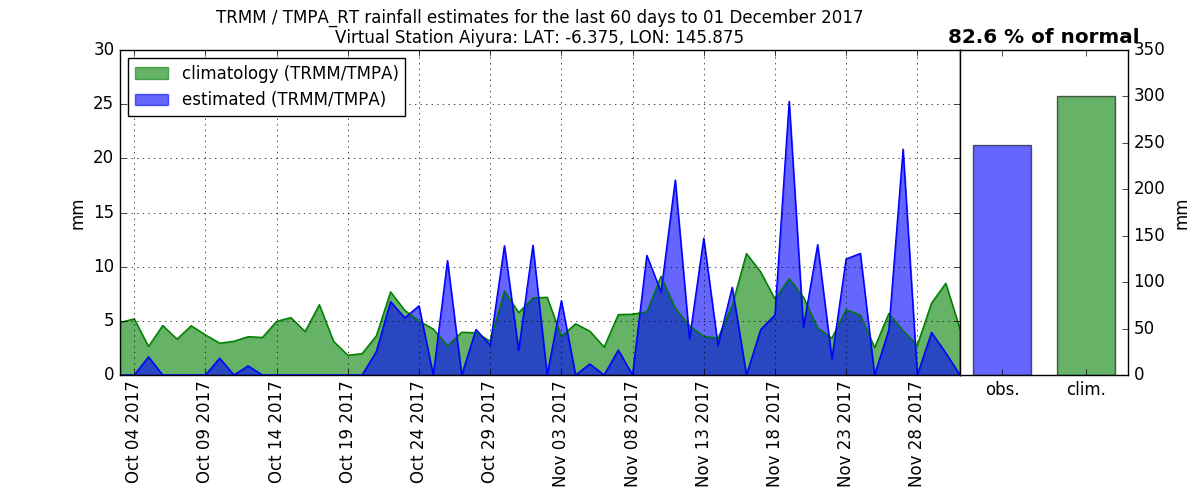 TRMM / TMPA_RT rainfall estimates for the last 60 days to 01 December 2017
Virtual Station Aiyura: LAT: -6.375, LON: 145.875
82.6 % of normal
climatology (TRMM/TMPA)
estimated (TRMM/TMPA)
30
25
20
15
10
5
0
mm
350
300
250
200
150
100
50
0
mm
Oct 04 2017
Oct 09 2017
Oct 14 2017
Oct 19 2017
Oct 24 2017
Oct 29 2017
Nov 03 2017
Nov 08 2017
Nov 13 2017
Nov 18 2017
Nov 23 2017
Nov 28 2017
obs.
clim.